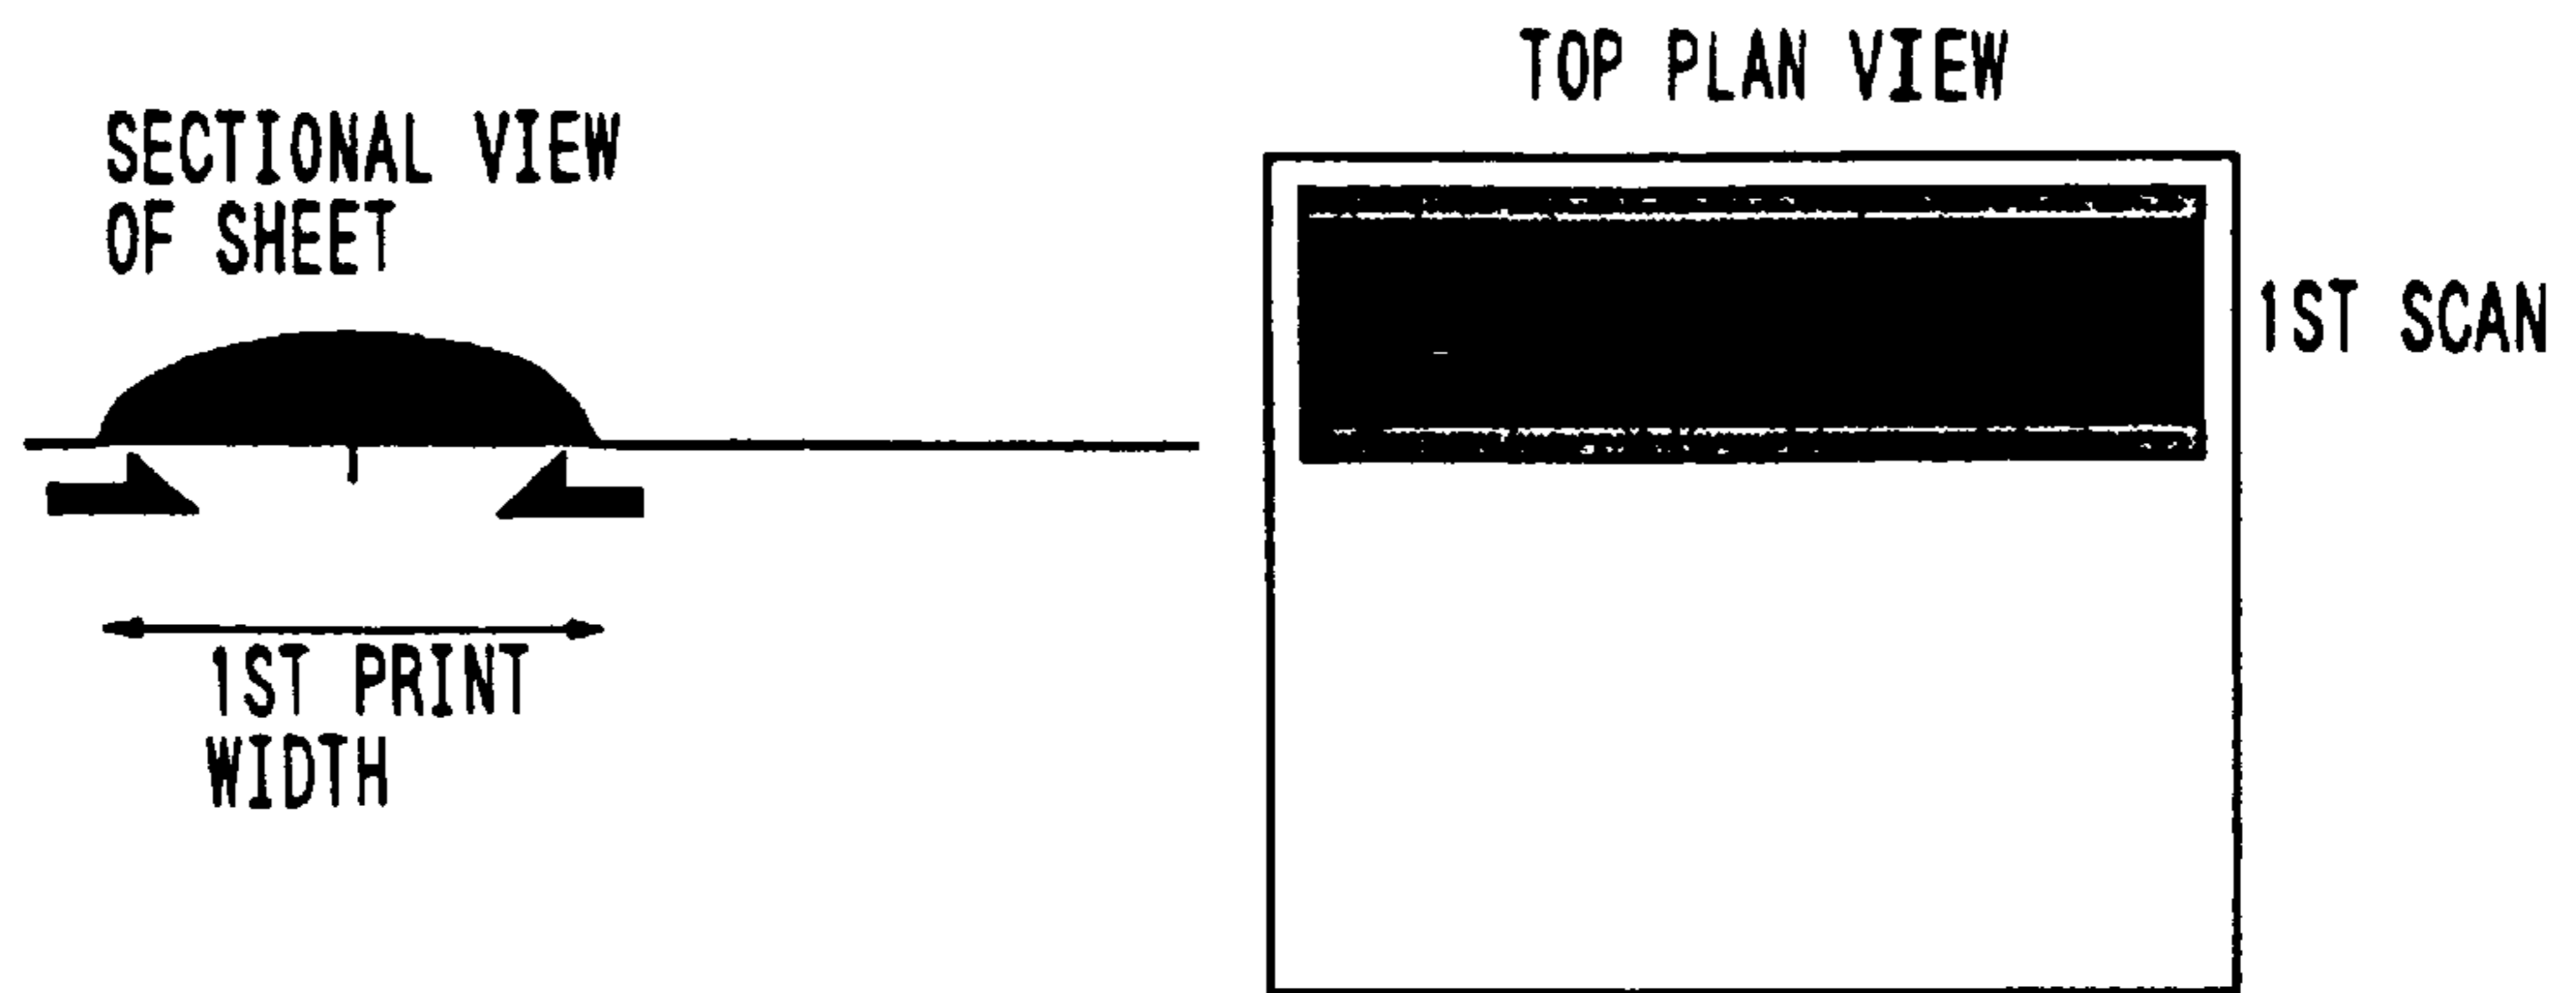 TOP PLAN VIEW
SECTIONAL VIEW
OF SHEET
1ST SCAN
1ST PRINT
WIDTH